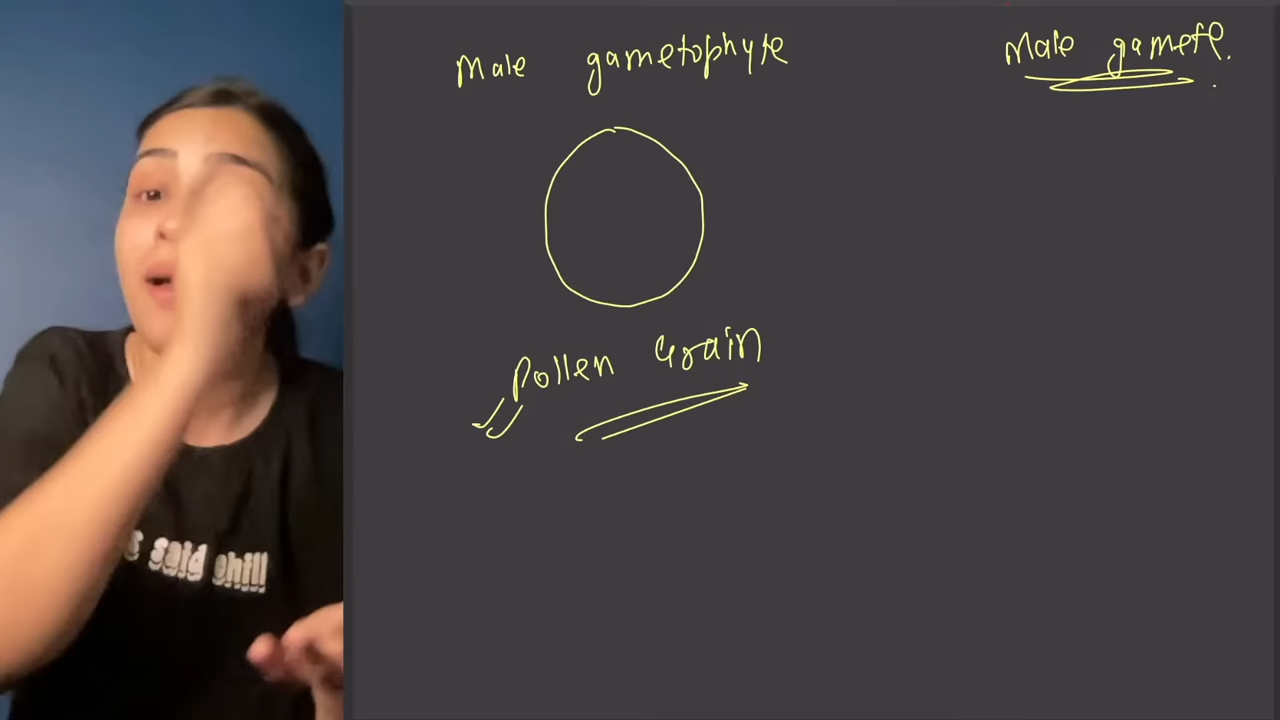 Male gametophyte
Male gamete.
Pollen Grain
said chill